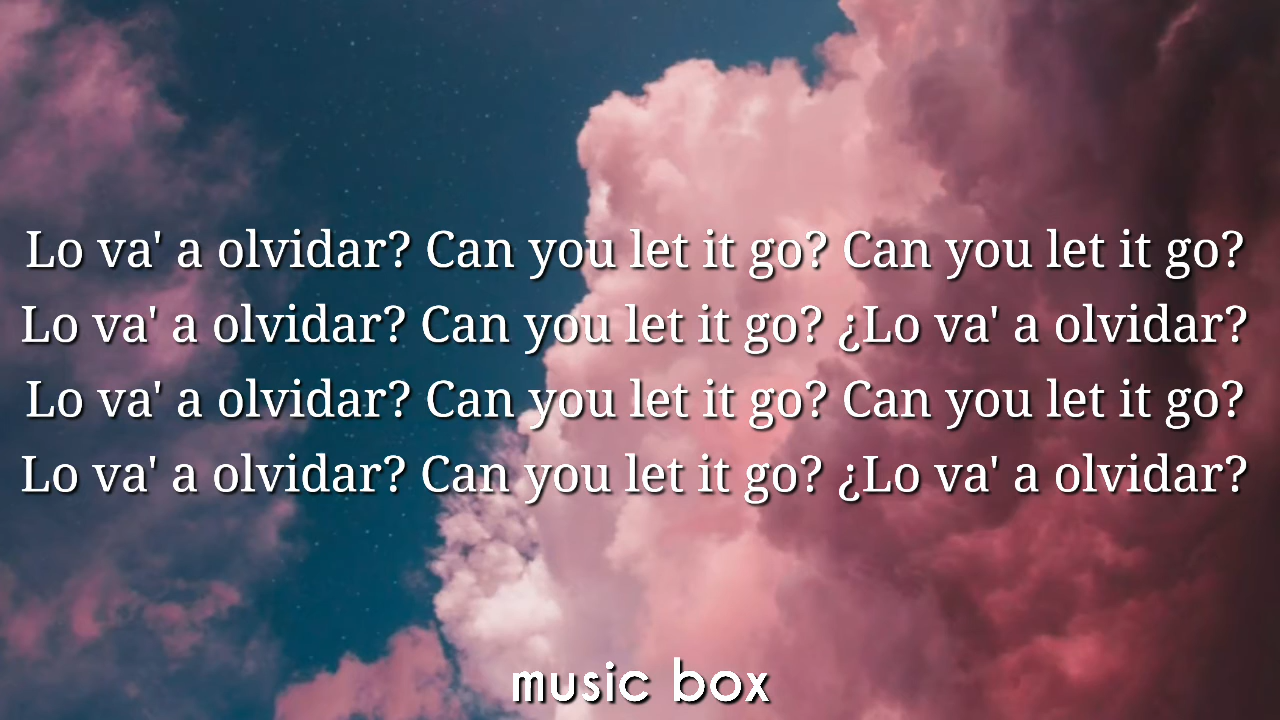 Lo va' a olvidar? Can you let it go? Can you let it go?
Lo va' a olvidar? Can you let it go? ¿Lo va' a olvidar?
Lo va' a olvidar? Can you let it go? Can you let it go?
Lo va' a olvidar? Can you let it go? ¿Lo va' a olvidar?
music box